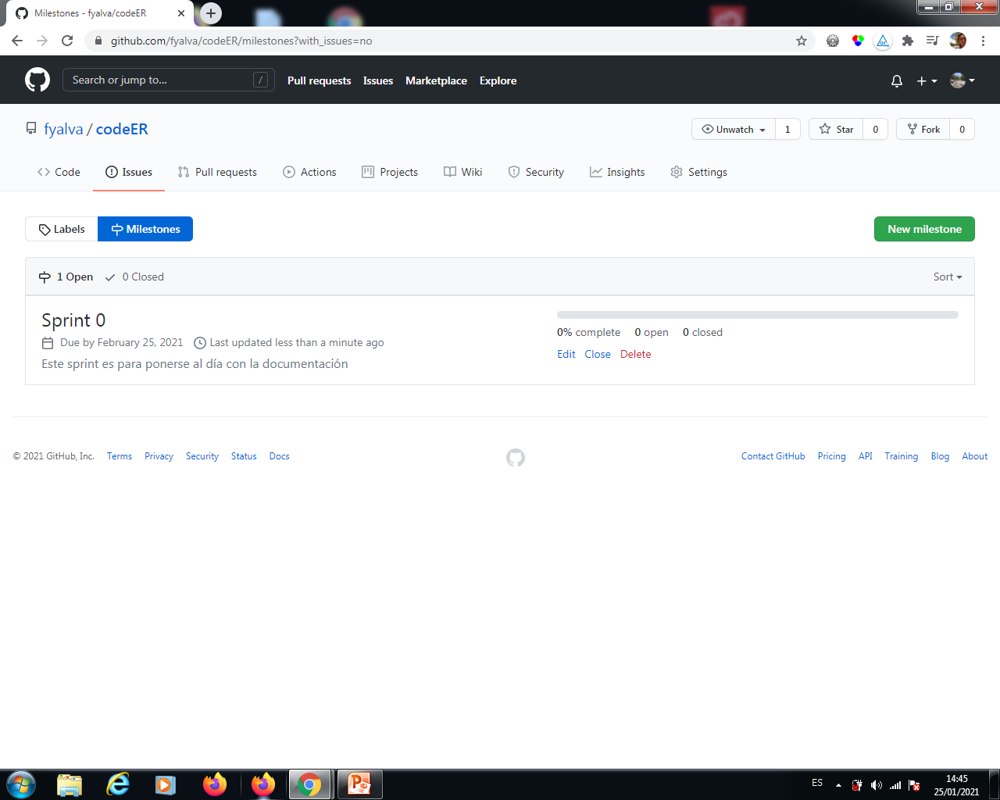 Milestones - fyalva/codeER
github.com/fyalva/codeER/milestones?with_issues=no
Search or jump to... / Pull requests Issues Marketplace Explore
fyalva / codeER Unwatch 1 Star 0 Fork 0
Code Issues Pull requests Actions Projects Wiki Security Insights Settings
Labels Milestones New milestone
1 Open 0 Closed Sort
Sprint 0
Due by February 25, 2021 Last updated less than a minute ago
Este sprint es para ponerse al día con la documentación
0% complete 0 open 0 closed
Edit Close Delete
© 2021 GitHub, Inc. Terms Privacy Security Status Docs Contact GitHub Pricing API Training Blog About
ES 14:45
25/01/2021